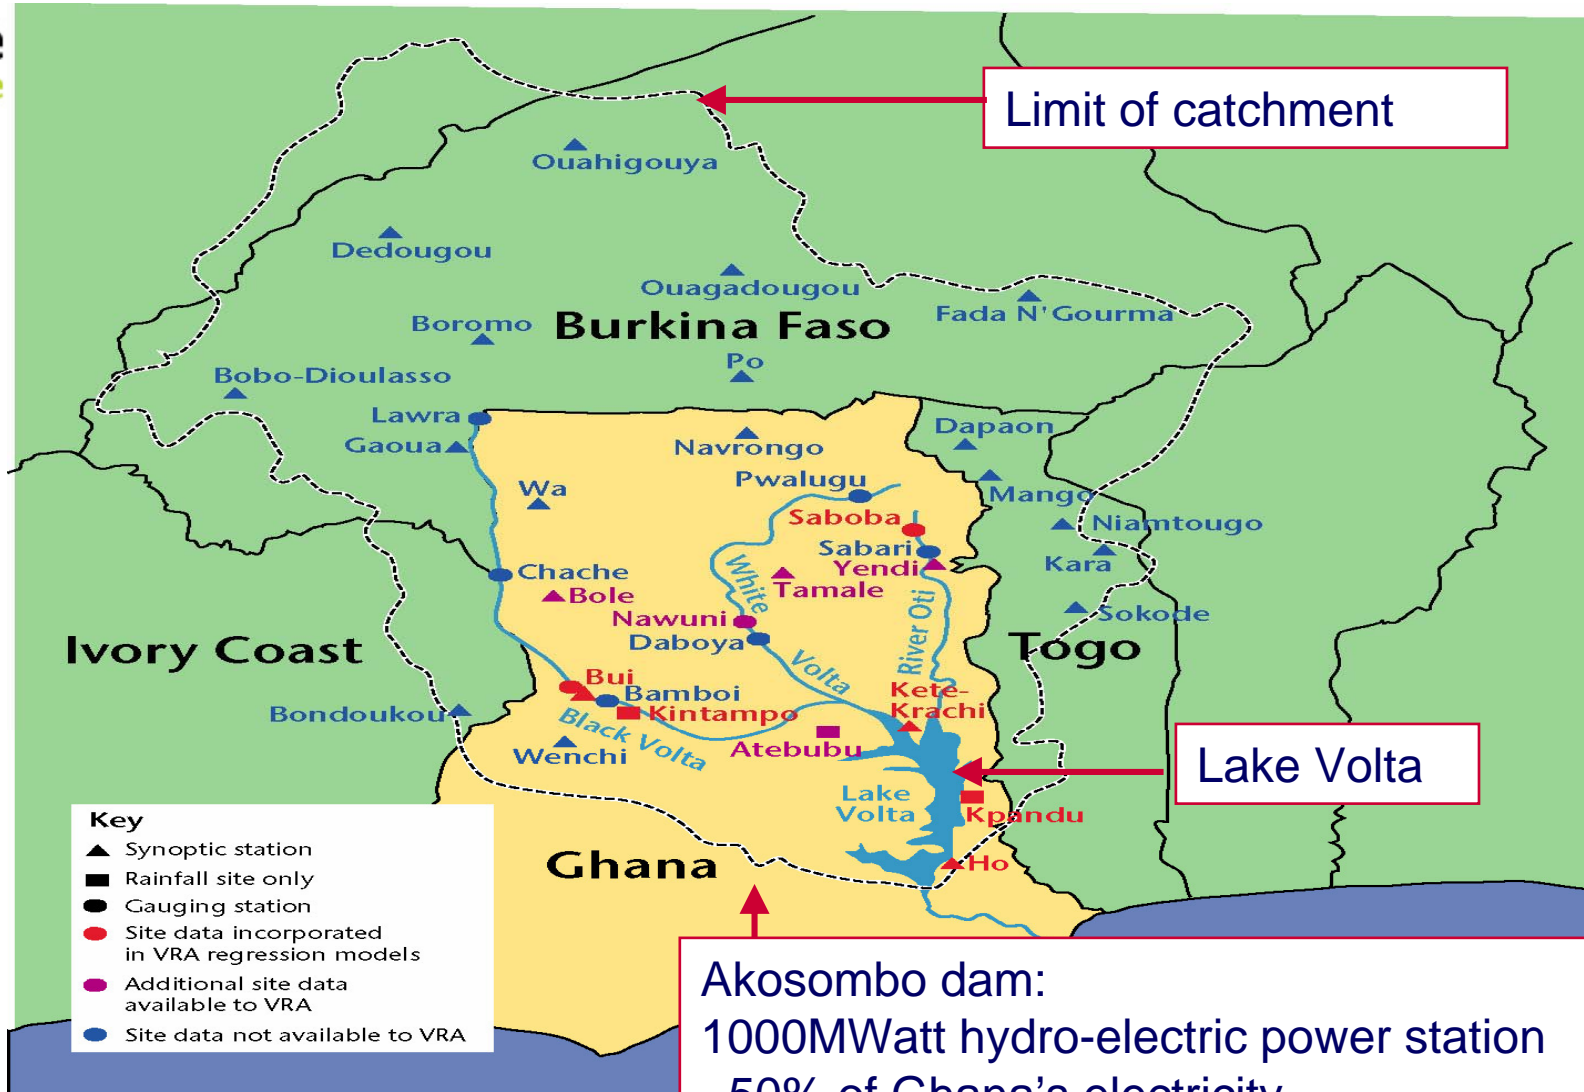 Limit of catchment
Ouahigouya
Dedougou
Ouagadougou
Fada N'Gourma
Boromo
Burkina Faso
Po
Bobo-Dioulasso
Lawra
Gaoua
Navrongo
Dapaon
Wa
Pwalugu
Mango
Saboba
Niamtougo
Sabari
Kara
Yendi
Chache
White
Tamale
Bole
River Oti
Sokode
Nawuni
Daboya
Togo
Ivory Coast
Volta
Bui
Bamboi
Kete-
Krachi
Kintampo
Bondoukou
Black Volta
Atebubu
Wenchi
Lake Volta
Lake
Volta
Kpandu
Ghana
Ho
Key
Synoptic station
Rainfall site only
Gauging station
Site data incorporated
in VRA regression models
Additional site data
available to VRA
Site data not available to VRA
Akosombo dam:
1000MWatt hydro-electric power station
50% of Ghana's electricity